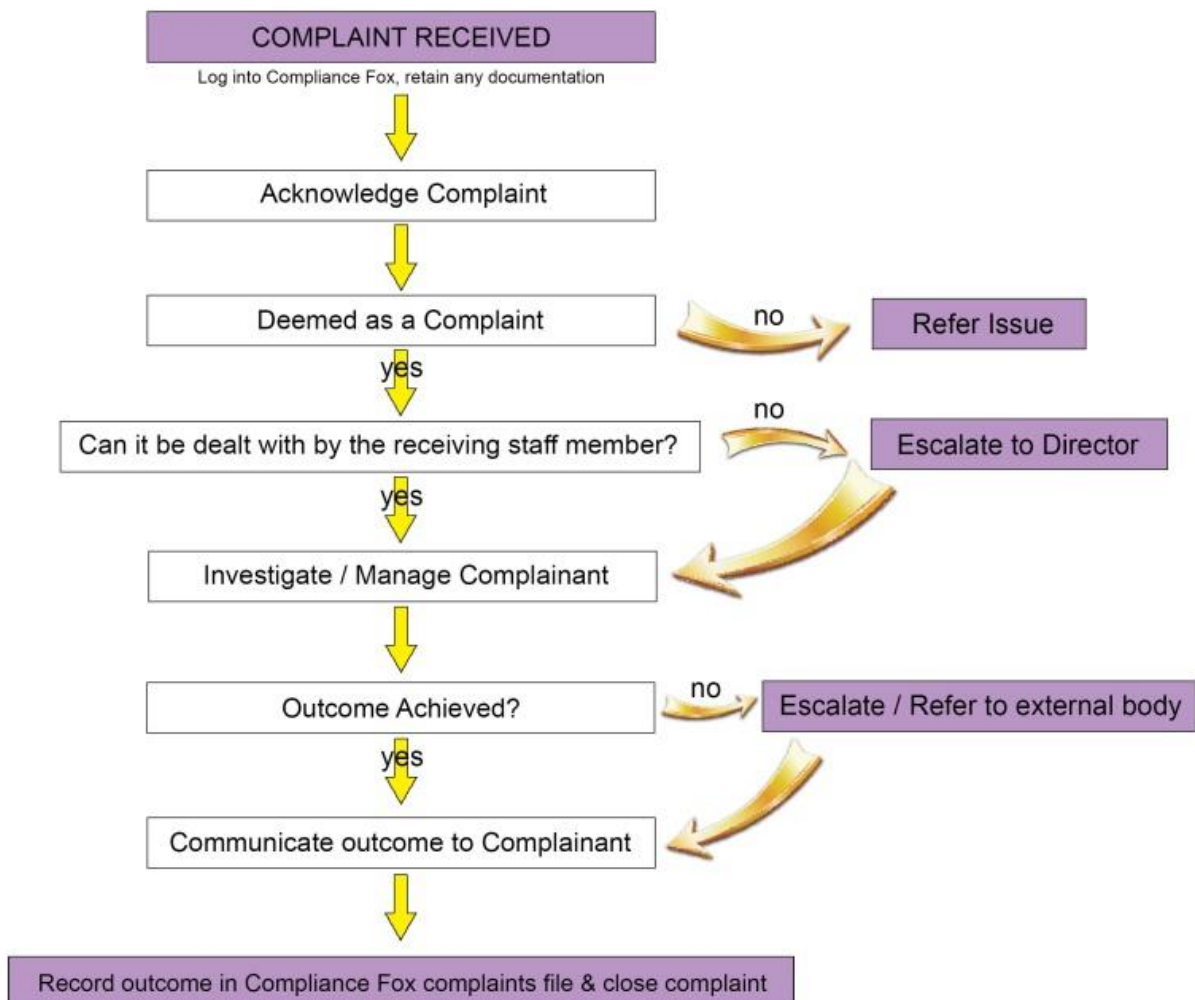 COMPLAINT RECEIVED
Log into Compliance Fox, retain any documentation
Acknowledge Complaint
Deemed as a Complaint
no
Refer Issue
yes
Can it be dealt with by the receiving staff member?
no
Escalate to Director
yes
Investigate / Manage Complainant
Outcome Achieved?
no
Escalate / Refer to external body
yes
Communicate outcome to Complainant
Record outcome in Compliance Fox complaints file & close complaint